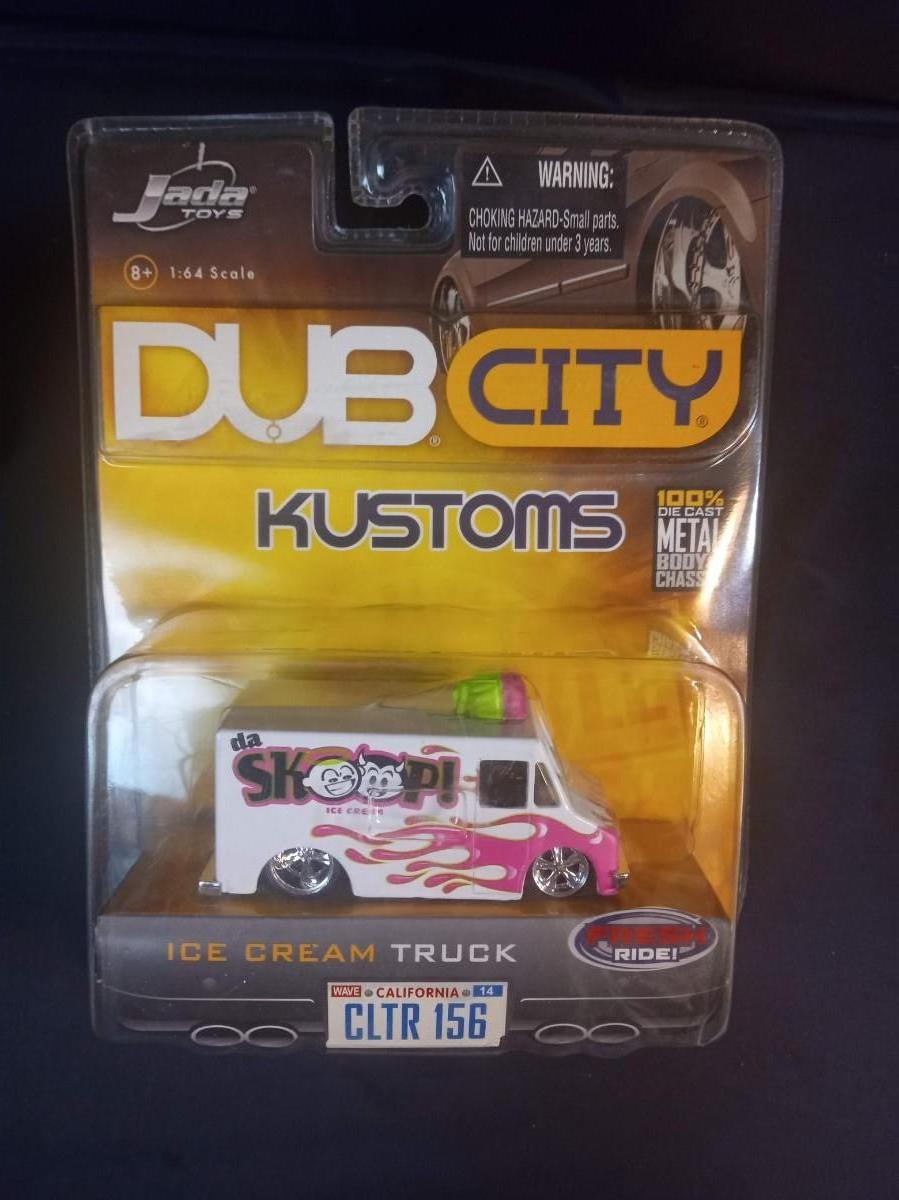 Jada®
TOYS
WARNING:
CHOKING HAZARD-Small parts.
Not for children under 3 years.
8+ 1:64 Scale
DUB® CITY®
KUSTOMS
100%
DIE CAST
METAL
BODY
CHASS
da
SKOOP!
ICE CREAM
ICE CREAM TRUCK
FRESH
RIDE!
WAVE CALIFORNIA 14
CLTR 156